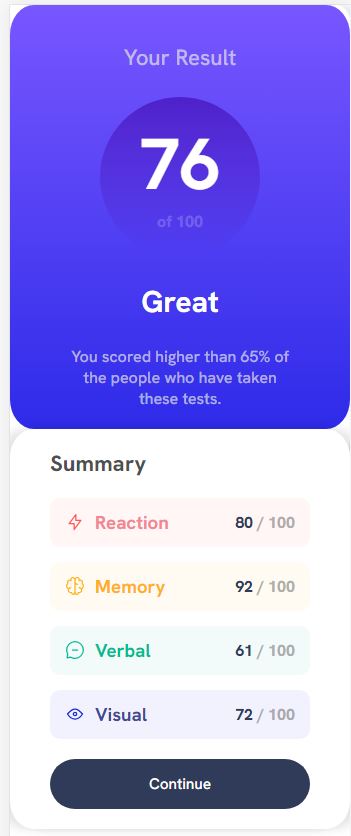 Your Result
76
of 100
Great
You scored higher than 65% of
the people who have taken
these tests.
Summary
Reaction 80 / 100
Memory 92 / 100
Verbal 61 / 100
Visual 72 / 100
Continue